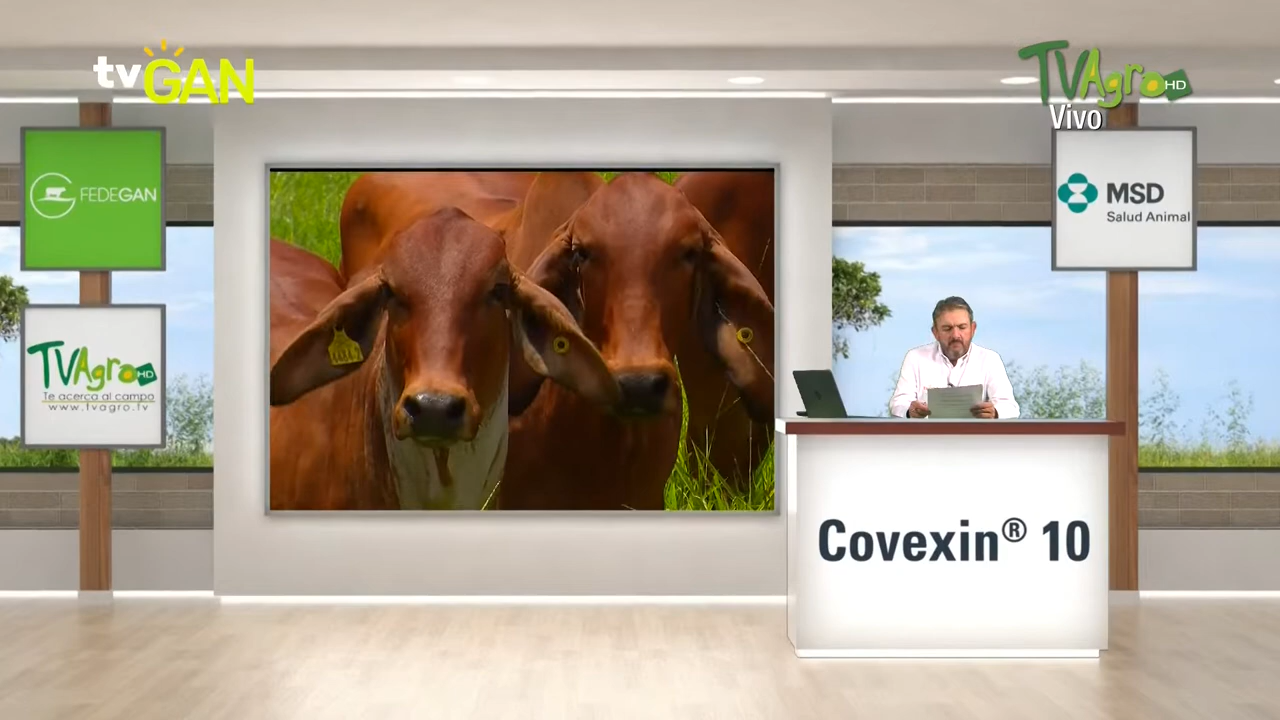 tvGAN
TVAgro HD
Vivo
FEDEGAN
MSD
Salud Animal
TVAgro HD
Te acerca al campo
www.tvagro.tv
Covexin® 10